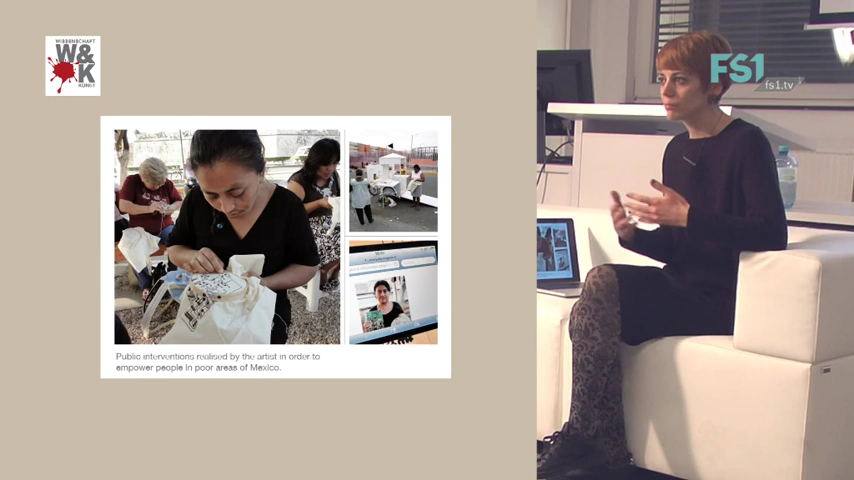 WISSENSCHAFT
W&
K
KUNST
FS1
fs1.tv
Public interventions realised by the artist in order to
empower people in poor areas of Mexico.